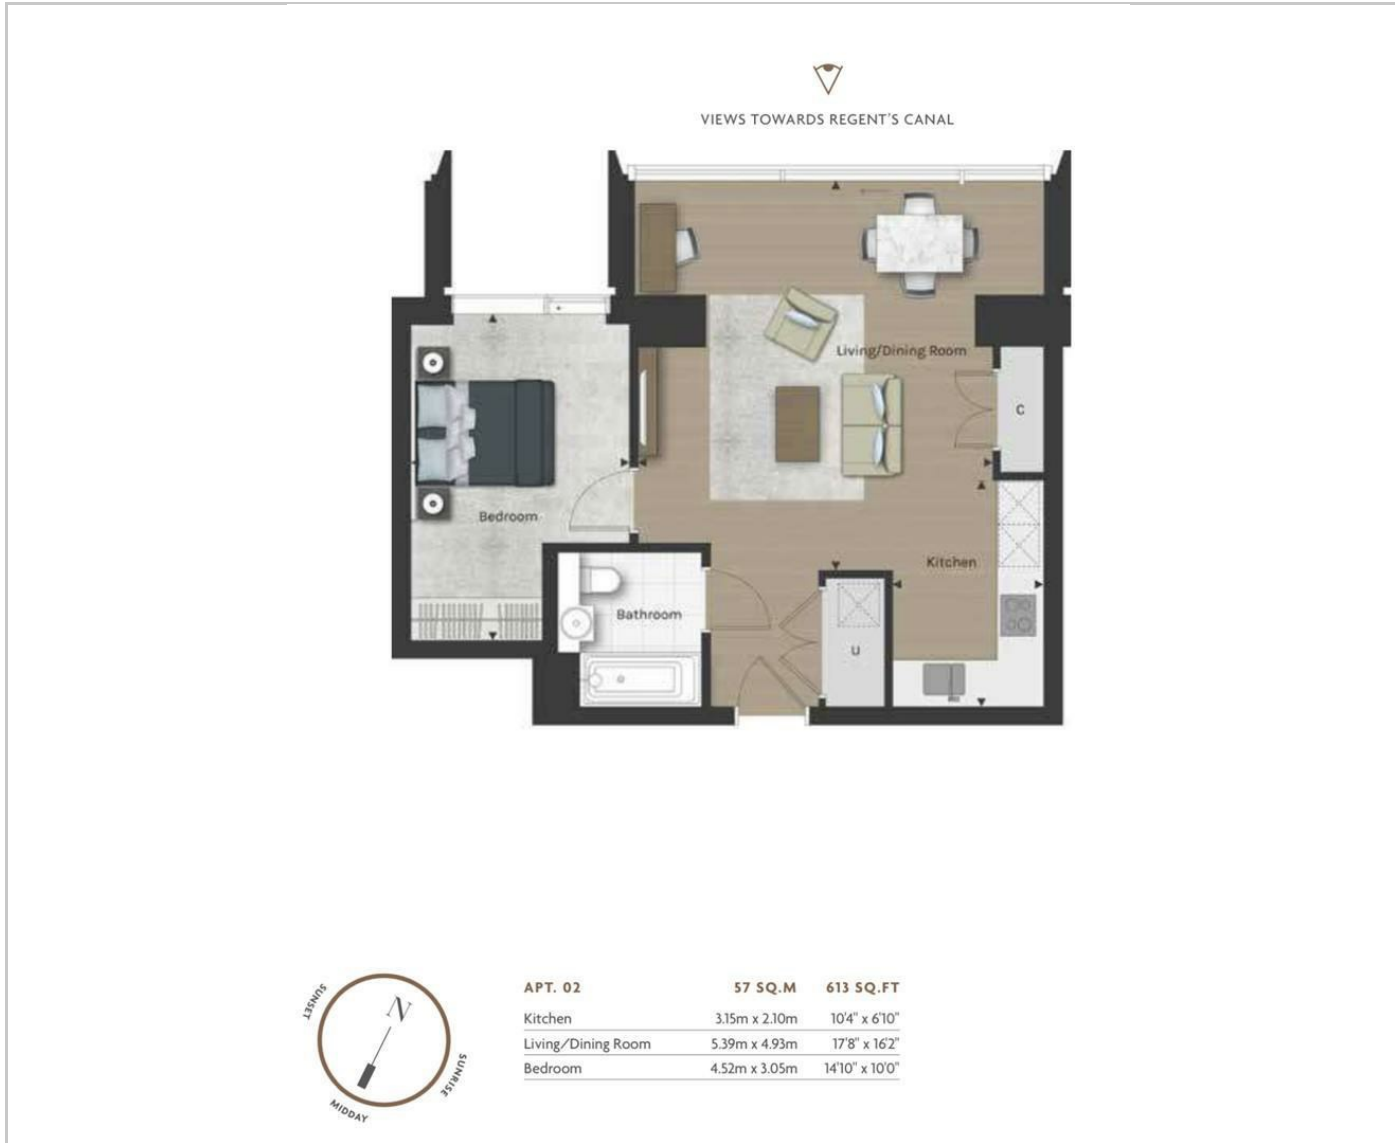 VIEWS TOWARDS REGENT'S CANAL
Living/Dining Room
C
Bedroom
Kitchen
Bathroom
U
N
SUNSET
SUNRISE
MIDDAY
APT. 02 57 SQ.M 613 SQ.FT
Kitchen 3.15m x 2.10m 10'4" x 6'10"
Living/Dining Room 5.39m x 4.93m 17'8" x 16'2"
Bedroom 4.52m x 3.05m 14'10" x 10'0"